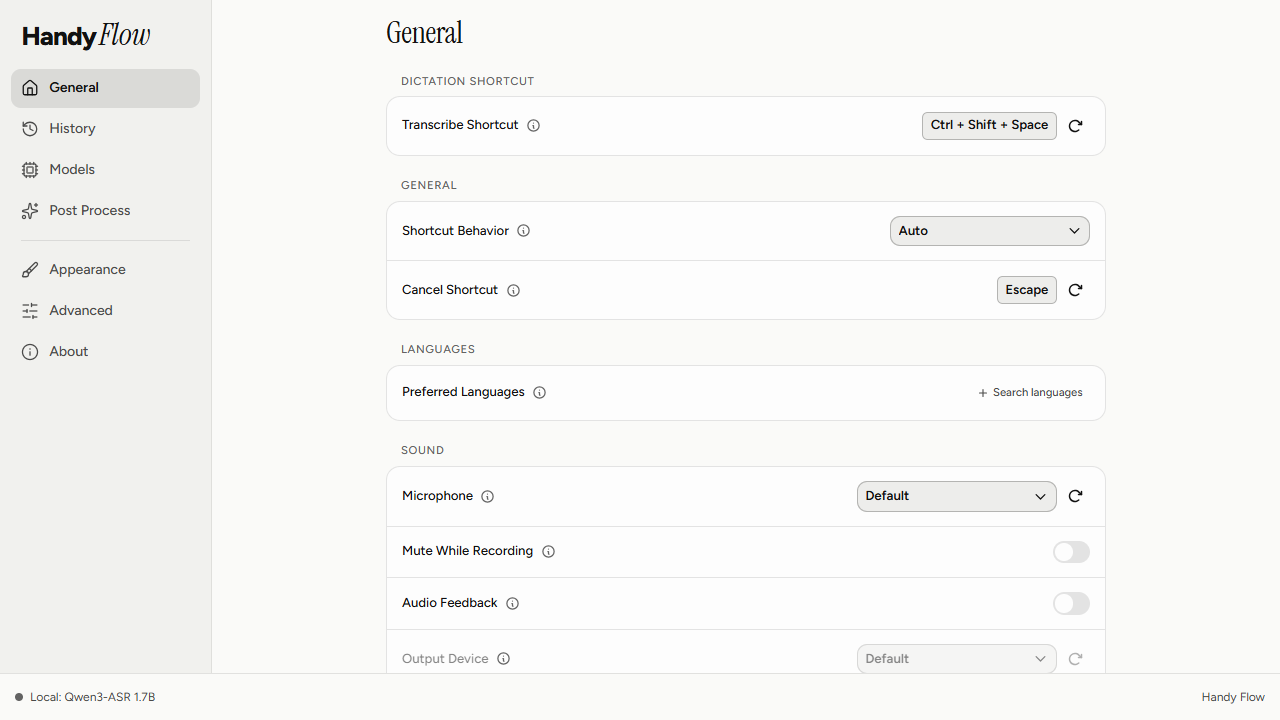 Handy Flow
General
History
Models
Post Process
Appearance
Advanced
About
General
DICTATION SHORTCUT
Transcribe Shortcut
Ctrl + Shift + Space
GENERAL
Shortcut Behavior
Auto
Cancel Shortcut
Escape
LANGUAGES
Preferred Languages
+ Search languages
SOUND
Microphone
Default
Mute While Recording
Audio Feedback
Output Device
Default
Local: Qwen3-ASR 1.7B
Handy Flow